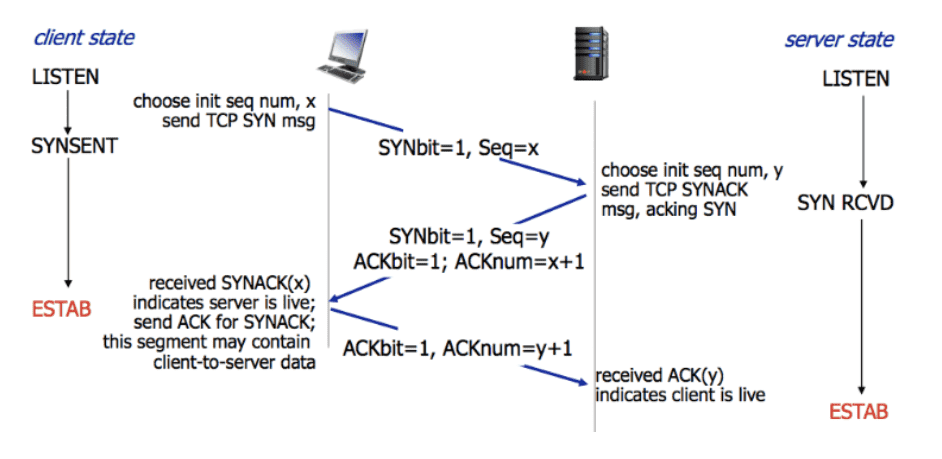 client state
server state
LISTEN
LISTEN
choose init seq num, x
send TCP SYN msg
SYNSENT
SYNbit=1, Seq=x
choose init seq num, y
send TCP SYNACK
msg, acking SYN
SYN RCVD
SYNbit=1, Seq=y
ACKbit=1; ACKnum=x+1
received SYNACK(x)
indicates server is live;
send ACK for SYNACK;
this segment may contain
client-to-server data
ESTAB
ACKbit=1, ACKnum=y+1
received ACK(y)
indicates client is live
ESTAB